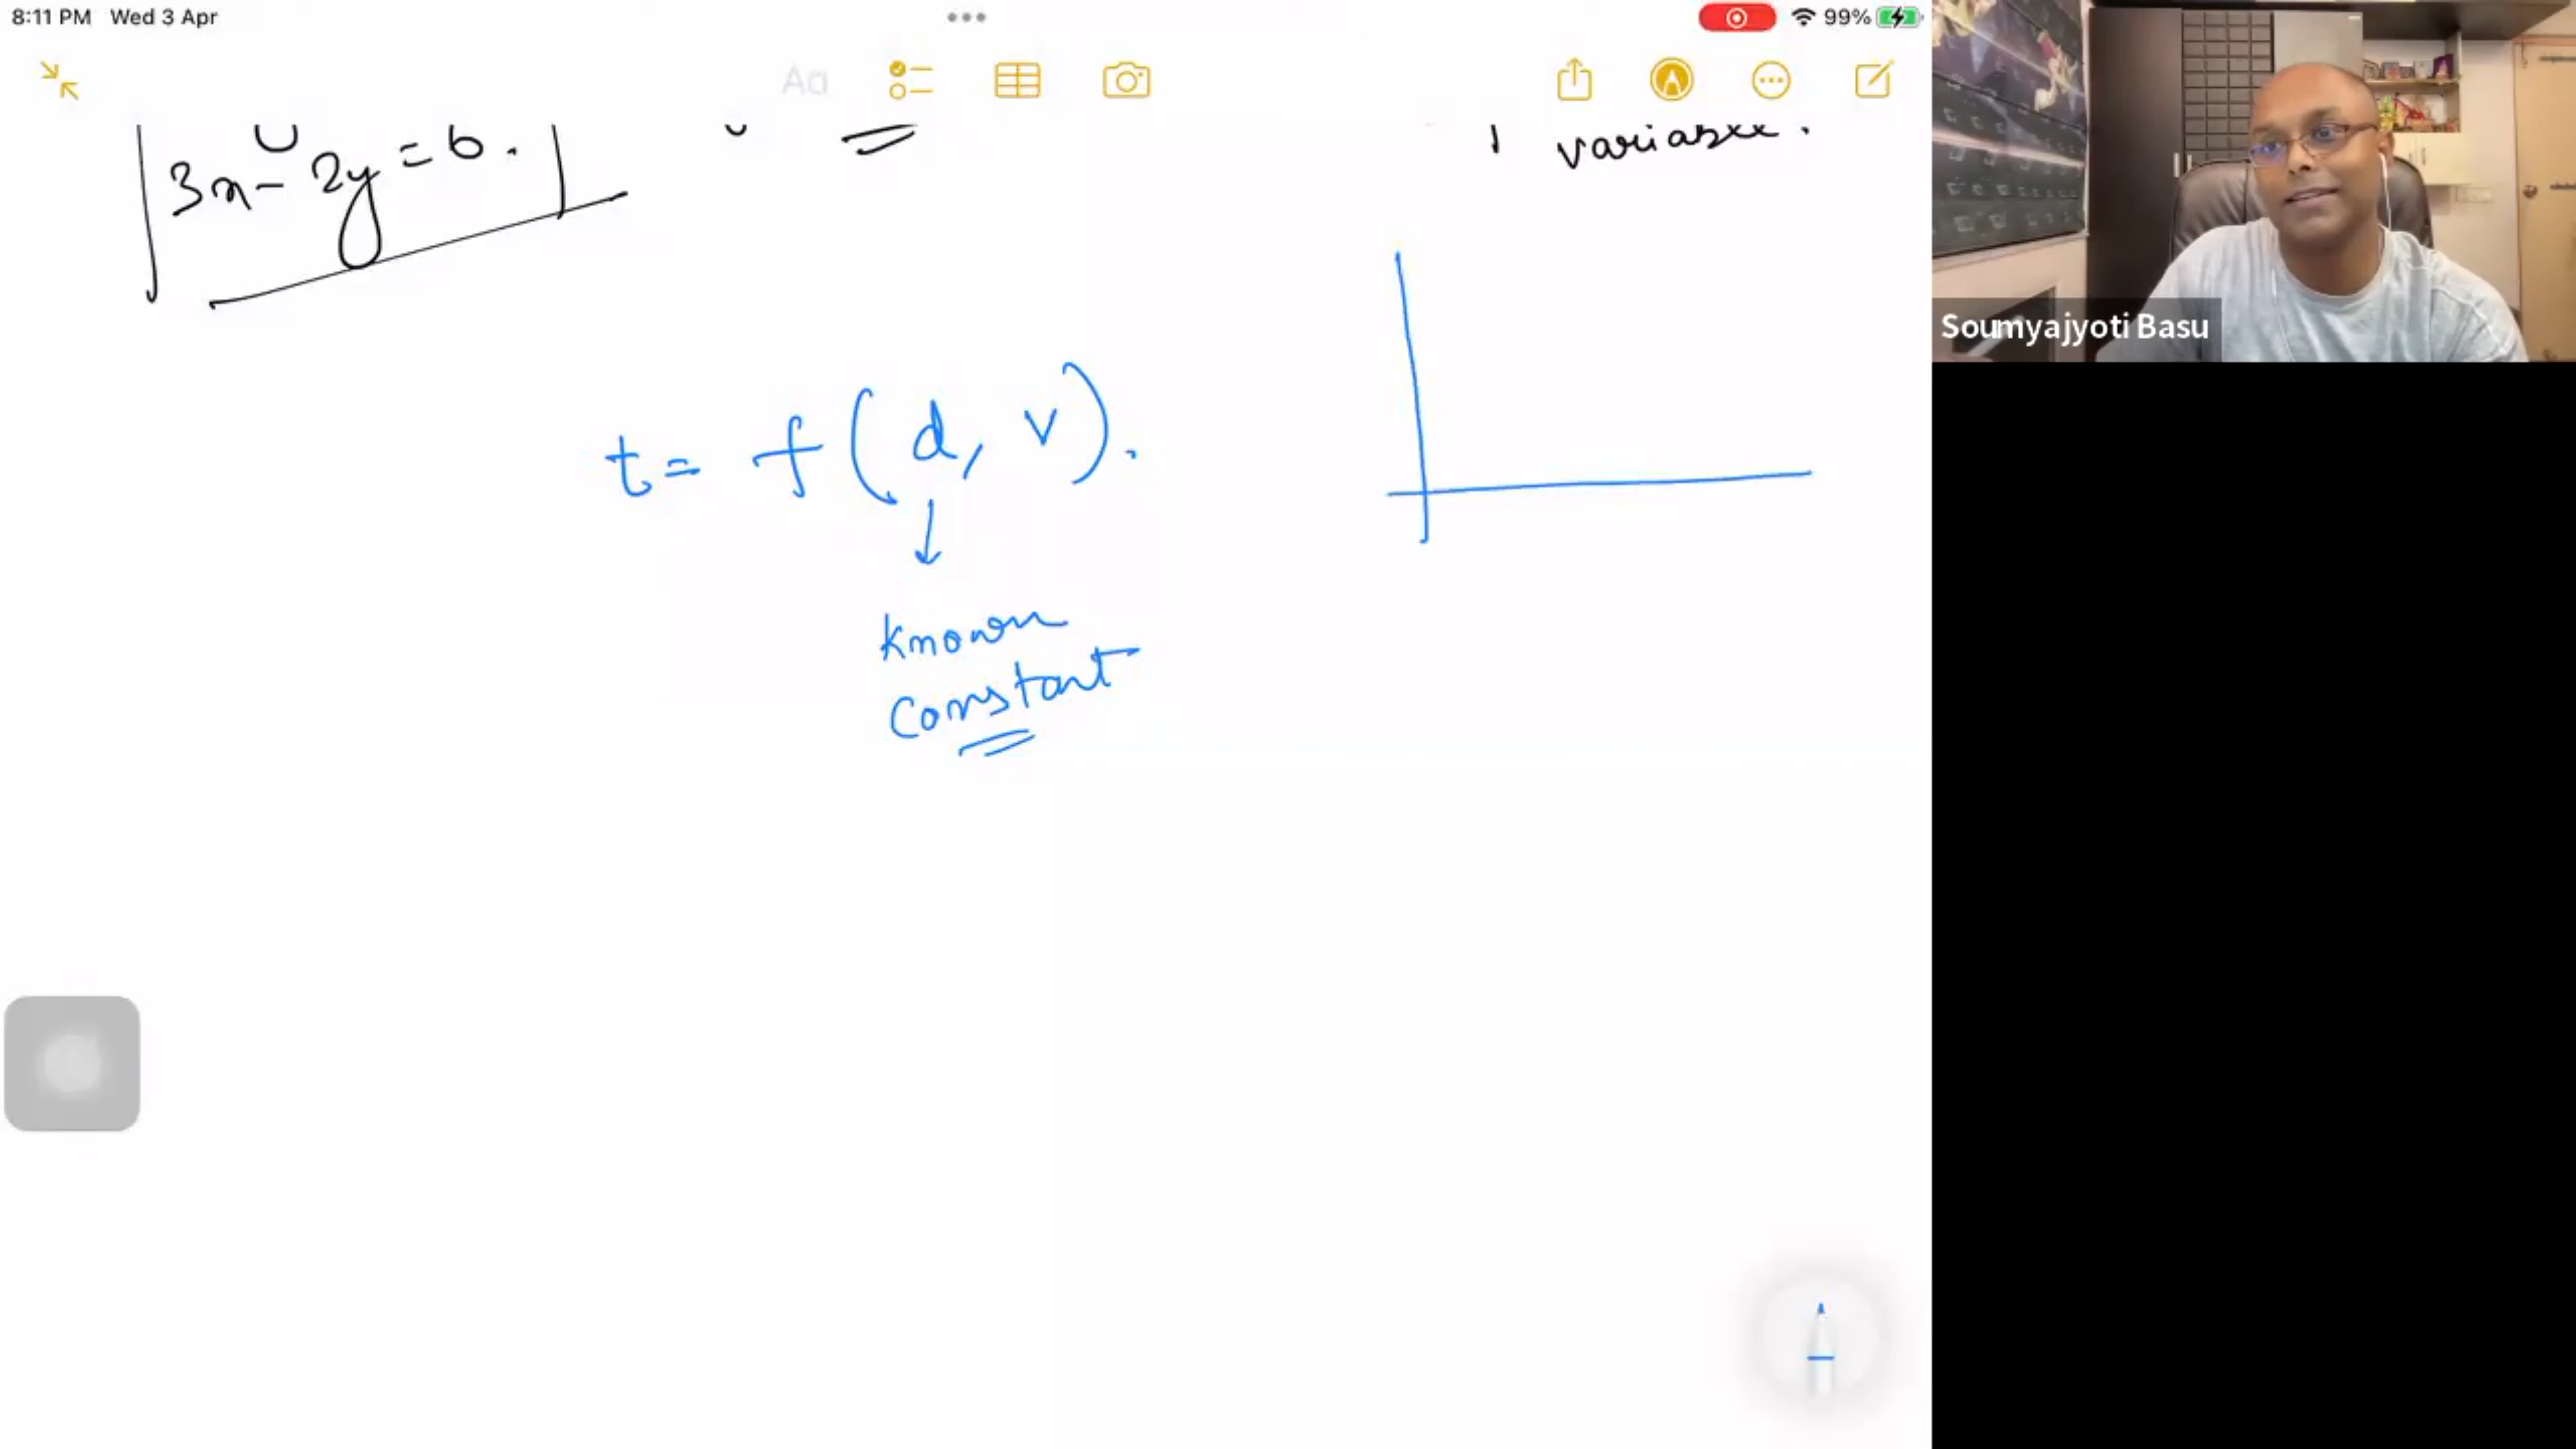 8:11 PM Wed 3 Apr
99%
Aa
3x - 2y = 6.
variable.
Soumyajyoti Basu
t = f(d, v).
↓
known
constant